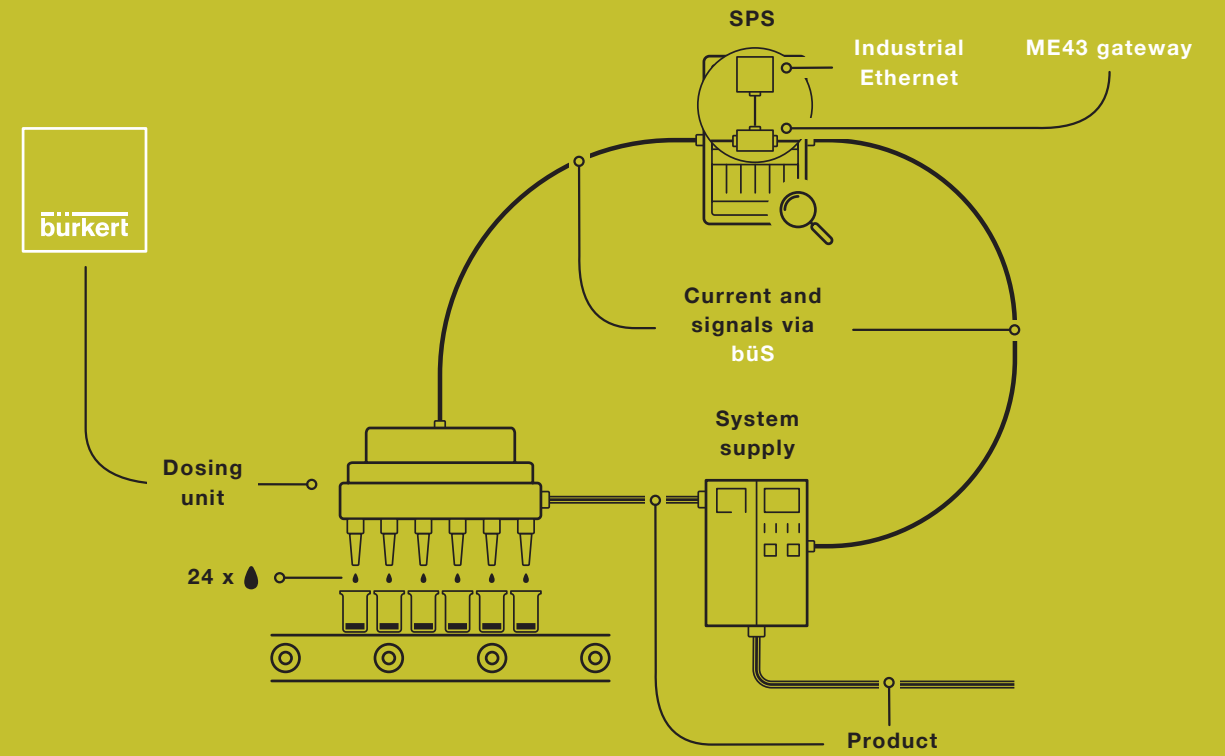 SPS
Industrial
Ethernet
ME43 gateway
bürkert
Current and
signals via
büS
System
supply
Dosing
unit
24 x
Product